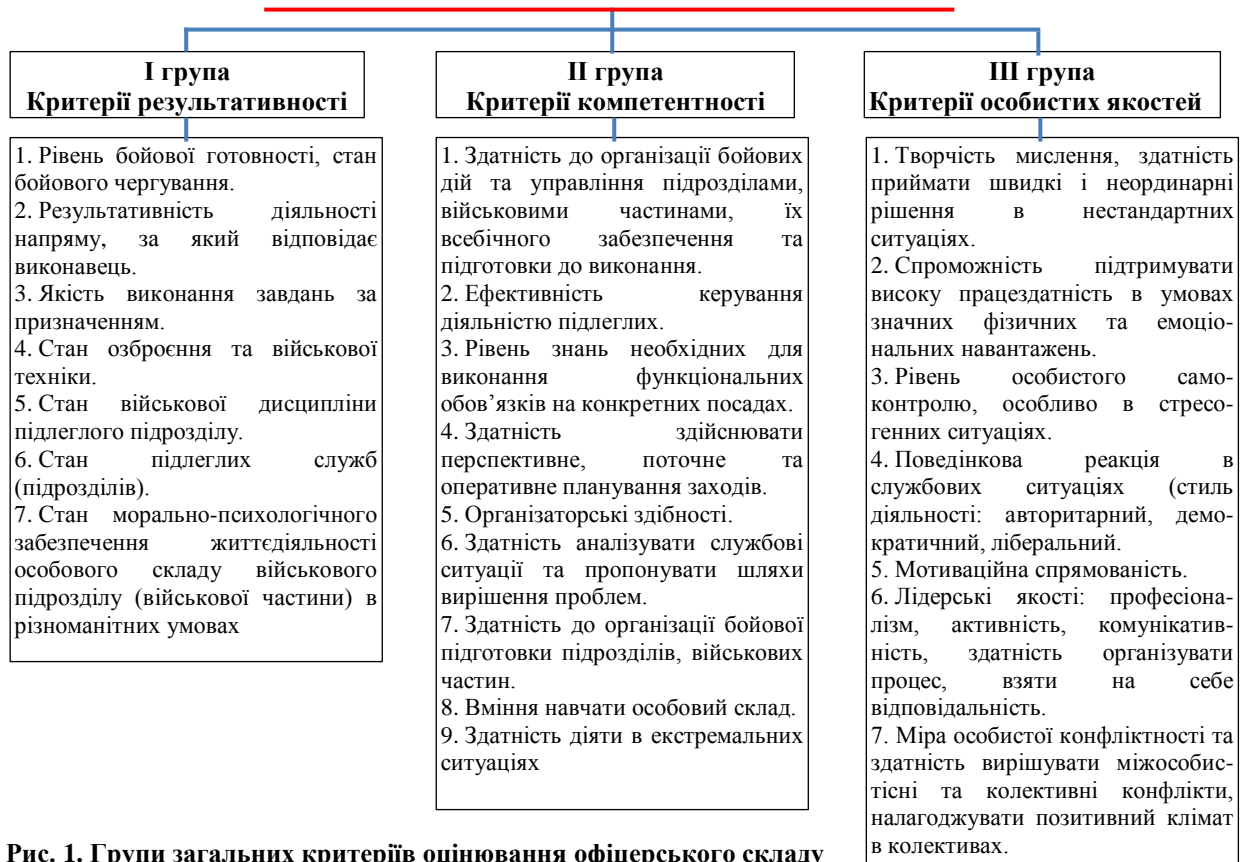 І група
Критерії результативності
1. Рівень бойової готовності, стан
бойового чергування.
2. Результативність діяльності
напряму, за який відповідає
виконавець.
3. Якість виконання завдань за
призначенням.
4. Стан озброєння та військової
техніки.
5. Стан військової дисципліни
підлеглого підрозділу.
6. Стан підлеглих служб
(підрозділів).
7. Стан морально-психологічного
забезпечення життєдіяльності
особового складу військового
підрозділу (військової частини) в
різноманітних умовах
ІІ група
Критерії компетентності
1. Здатність до організації бойових
дій та управління підрозділами,
військовими частинами, їх
всебічного забезпечення та
підготовки до виконання.
2. Ефективність керування
діяльністю підлеглих.
3. Рівень знань необхідних для
виконання функціональних
обов’язків на конкретних посадах.
4. Здатність здійснювати
перспективне, поточне та
оперативне планування заходів.
5. Організаторські здібності.
6. Здатність аналізувати службові
ситуації та пропонувати шляхи
вирішення проблем.
7. Здатність до організації бойової
підготовки підрозділів, військових
частин.
8. Вміння навчати особовий склад.
9. Здатність діяти в екстремальних
ситуаціях
ІІІ група
Критерії особистих якостей
1. Творчість мислення, здатність
приймати швидкі і неординарні
рішення в нестандартних
ситуаціях.
2. Спроможність підтримувати
високу працездатність в умовах
значних фізичних та емоціо-
нальних навантажень.
3. Рівень особистого само-
контролю, особливо в стресо-
генних ситуаціях.
4. Поведінкова реакція в
службових ситуаціях (стиль
діяльності: авторитарний, демо-
кратичний, ліберальний.
5. Мотиваційна спрямованість.
6. Лідерські якості: професіона-
лізм, активність, комунікатив-
ність, здатність організувати
процес, взяти на себе
відповідальність.
7. Міра особистої конфліктності та
здатність вирішувати міжособис-
тісні та колективні конфлікти,
налагоджувати позитивний клімат
в колективах.
Рис. 1. Групи загальних критеріїв оцінювання офіцерського складу